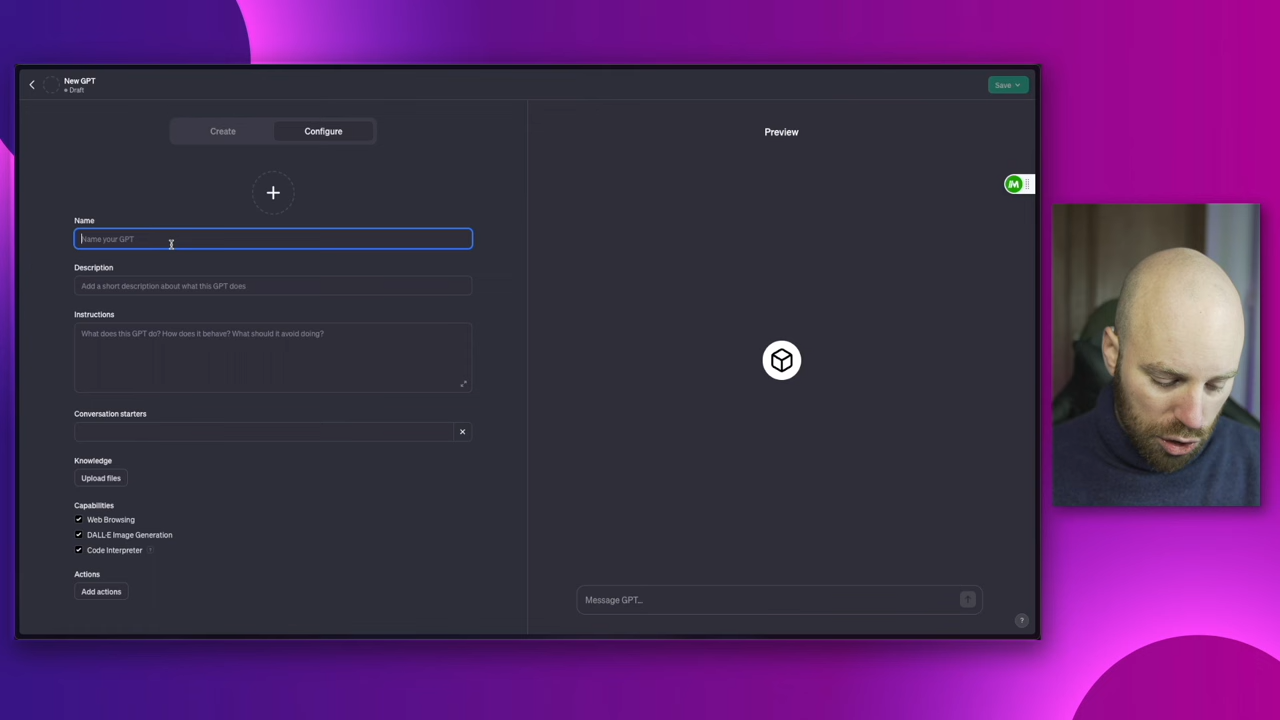 New GPT
Draft
Save
Create
Configure
Preview
Name
Name your GPT
Description
Add a short description about what this GPT does
Instructions
What does this GPT do? How does it behave? What should it avoid doing?
Conversation starters
Knowledge
Upload files
Capabilities
Web Browsing
DALL·E Image Generation
Code Interpreter ?
Actions
Add actions
Message GPT...
?